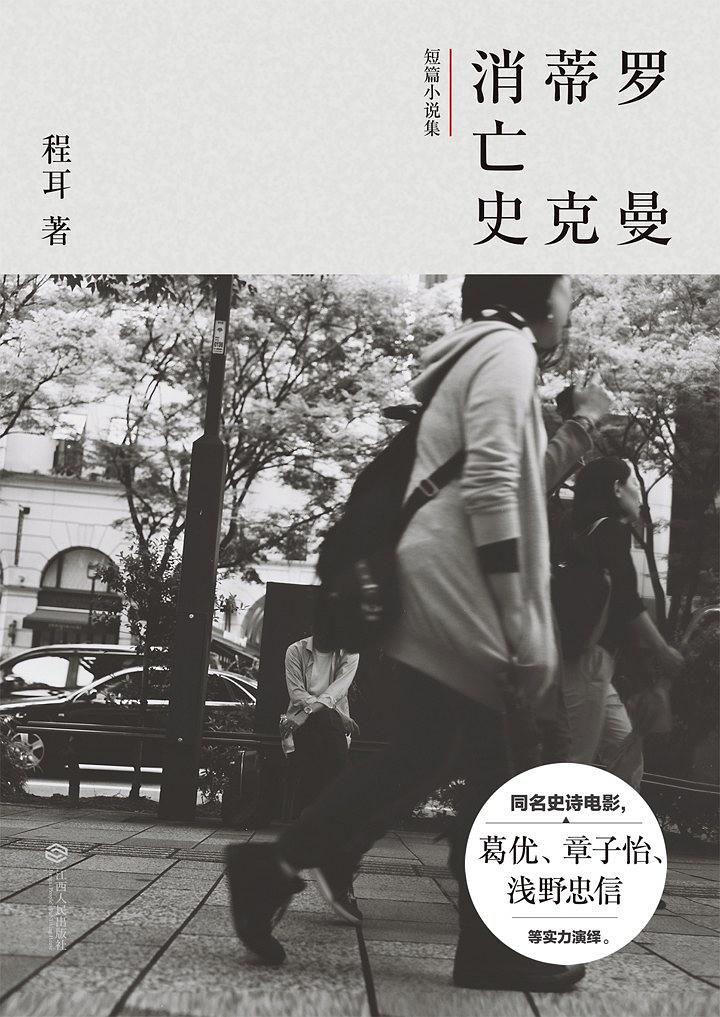 罗曼
蒂克
消亡史
短篇小说集
程耳 著
同名史诗电影,
葛优、章子怡、
浅野忠信
等实力演绎。
江西人民出版社